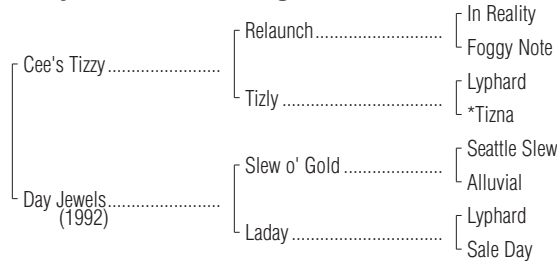 In Reality
Relaunch
Foggy Note
Cee's Tizzy
Lyphard
Tizly
*Tizna
Seattle Slew
Slew o' Gold
Alluvial
Day Jewels
(1992)
Lyphard
Laday
Sale Day